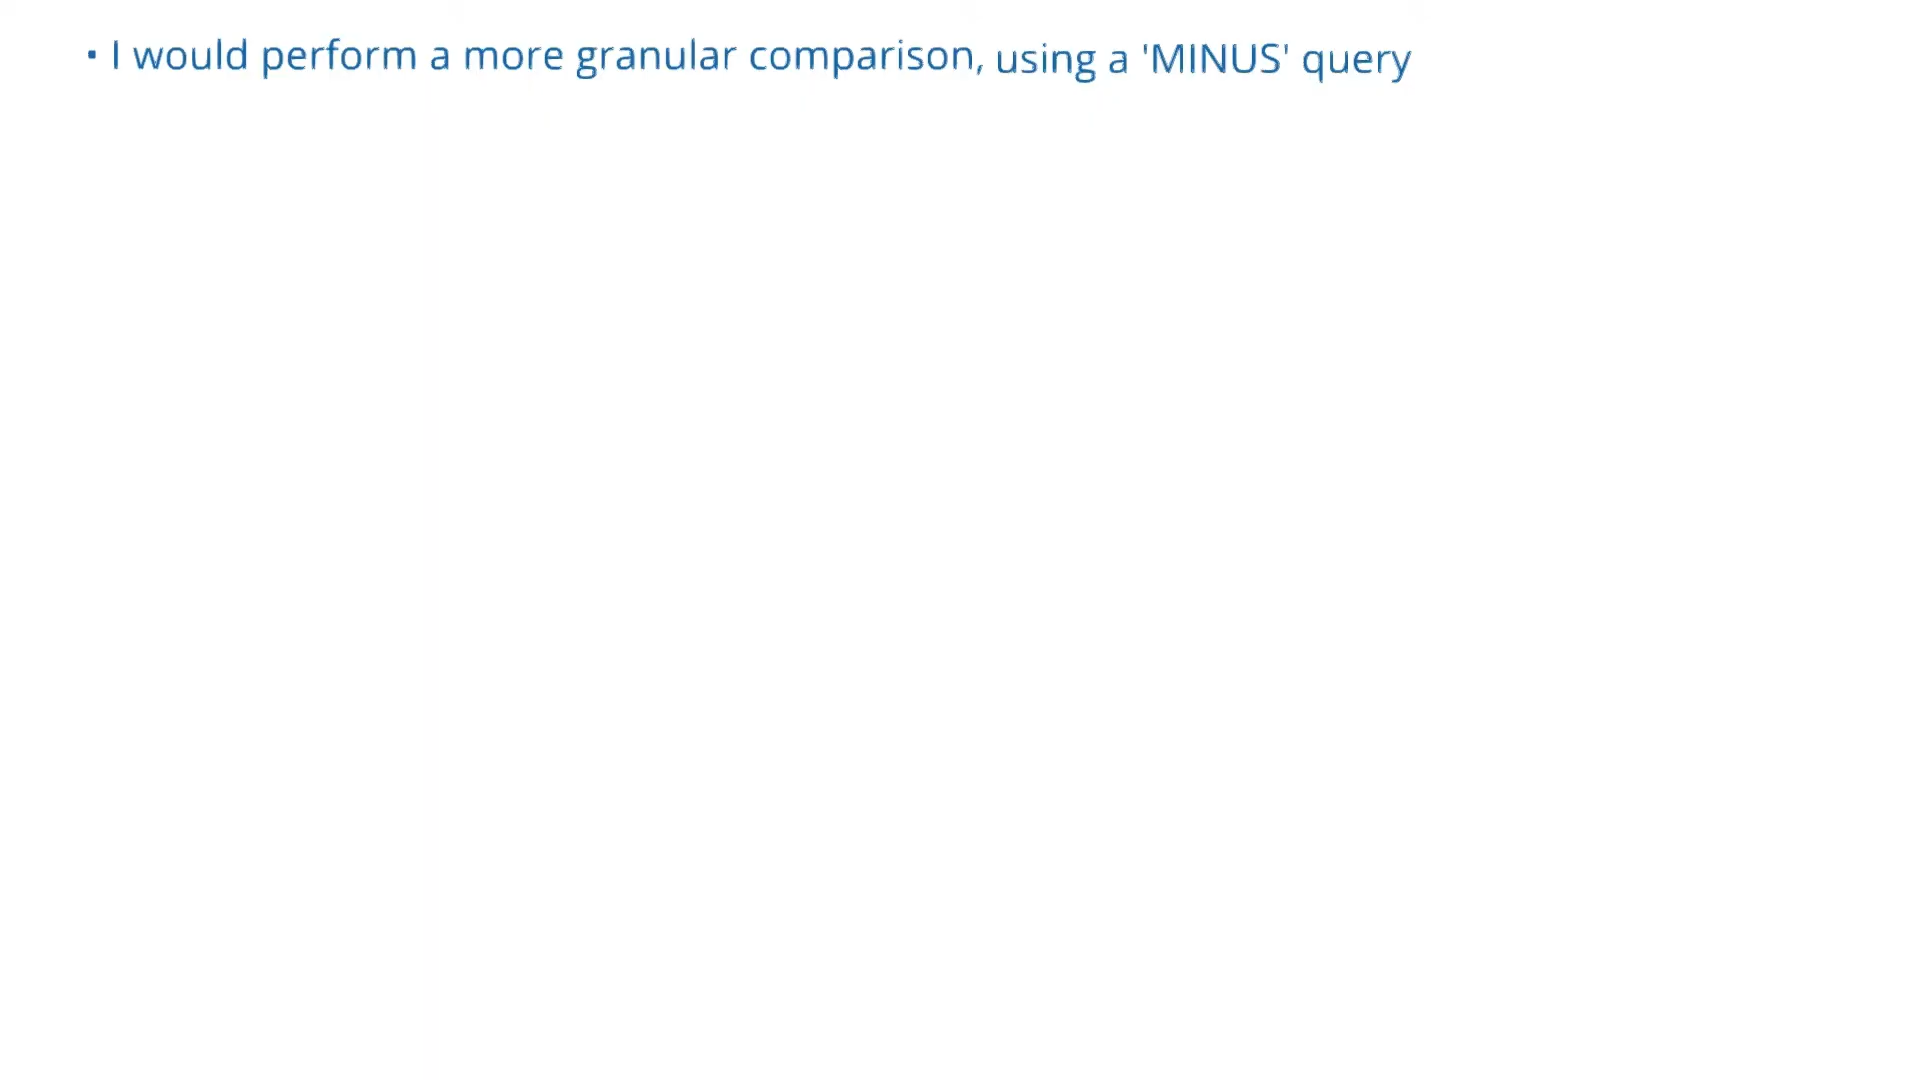 • I would perform a more granular comparison, using a 'MINUS' query